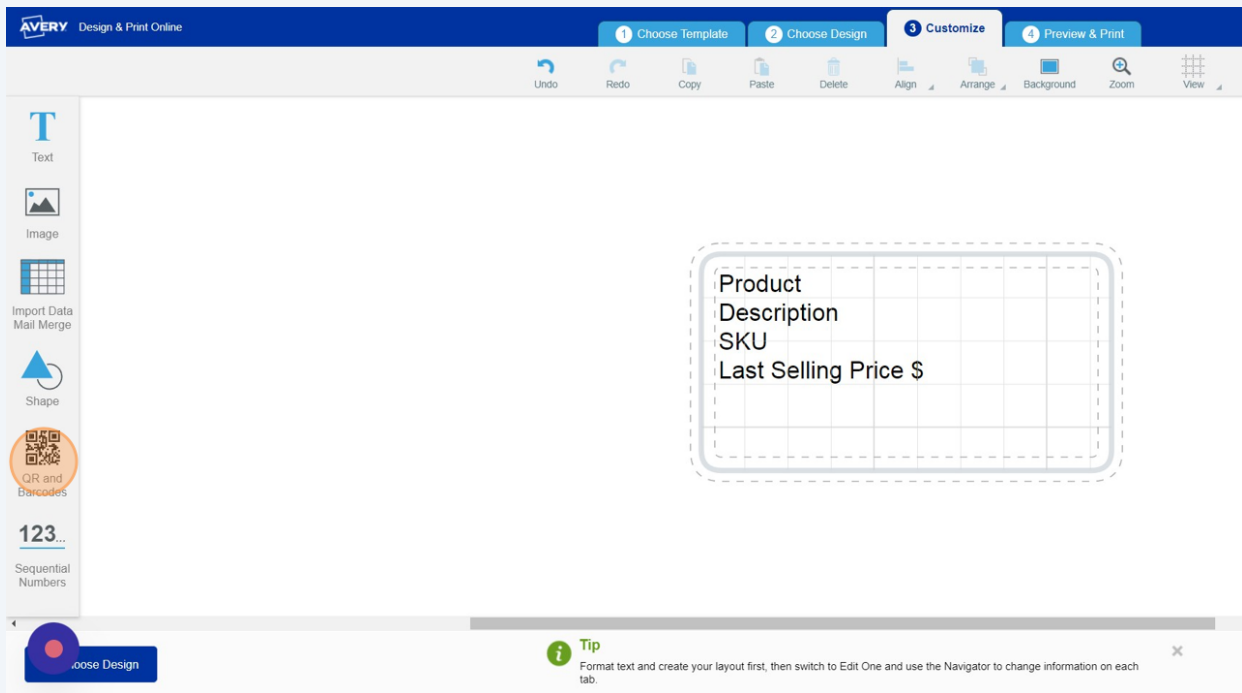 AVERY Design & Print Online
1 Choose Template
2 Choose Design
3 Customize
4 Preview & Print
Undo
Redo
Copy
Paste
Delete
Align
Arrange
Background
Zoom
View
Text
Image
Import Data
Mail Merge
Shape
QR and
Barcodes
123...
Sequential
Numbers
Product
Description
SKU
Last Selling Price $
Design
i
Tip
Format text and create your layout first, then switch to Edit One and use the Navigator to change information on each
tab.